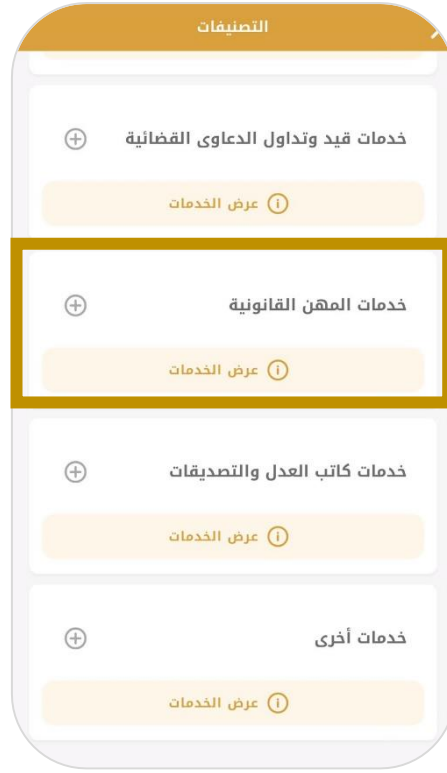 التصنيفات
خدمات قيد وتداول الدعاوى القضائية
عرض الخدمات
خدمات المهن القانونية
عرض الخدمات
خدمات كاتب العدل والتصديقات
عرض الخدمات
خدمات أخرى
عرض الخدمات